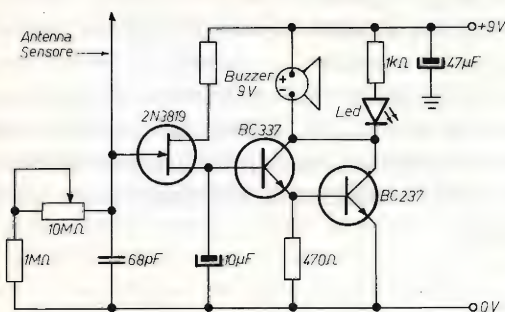 Antenna
Sensore
+9V
Buzzer
9V
1kΩ
47µF
Led
2N3819
BC337
BC237
10MΩ
1MΩ
68pF
10µF
470Ω
0V